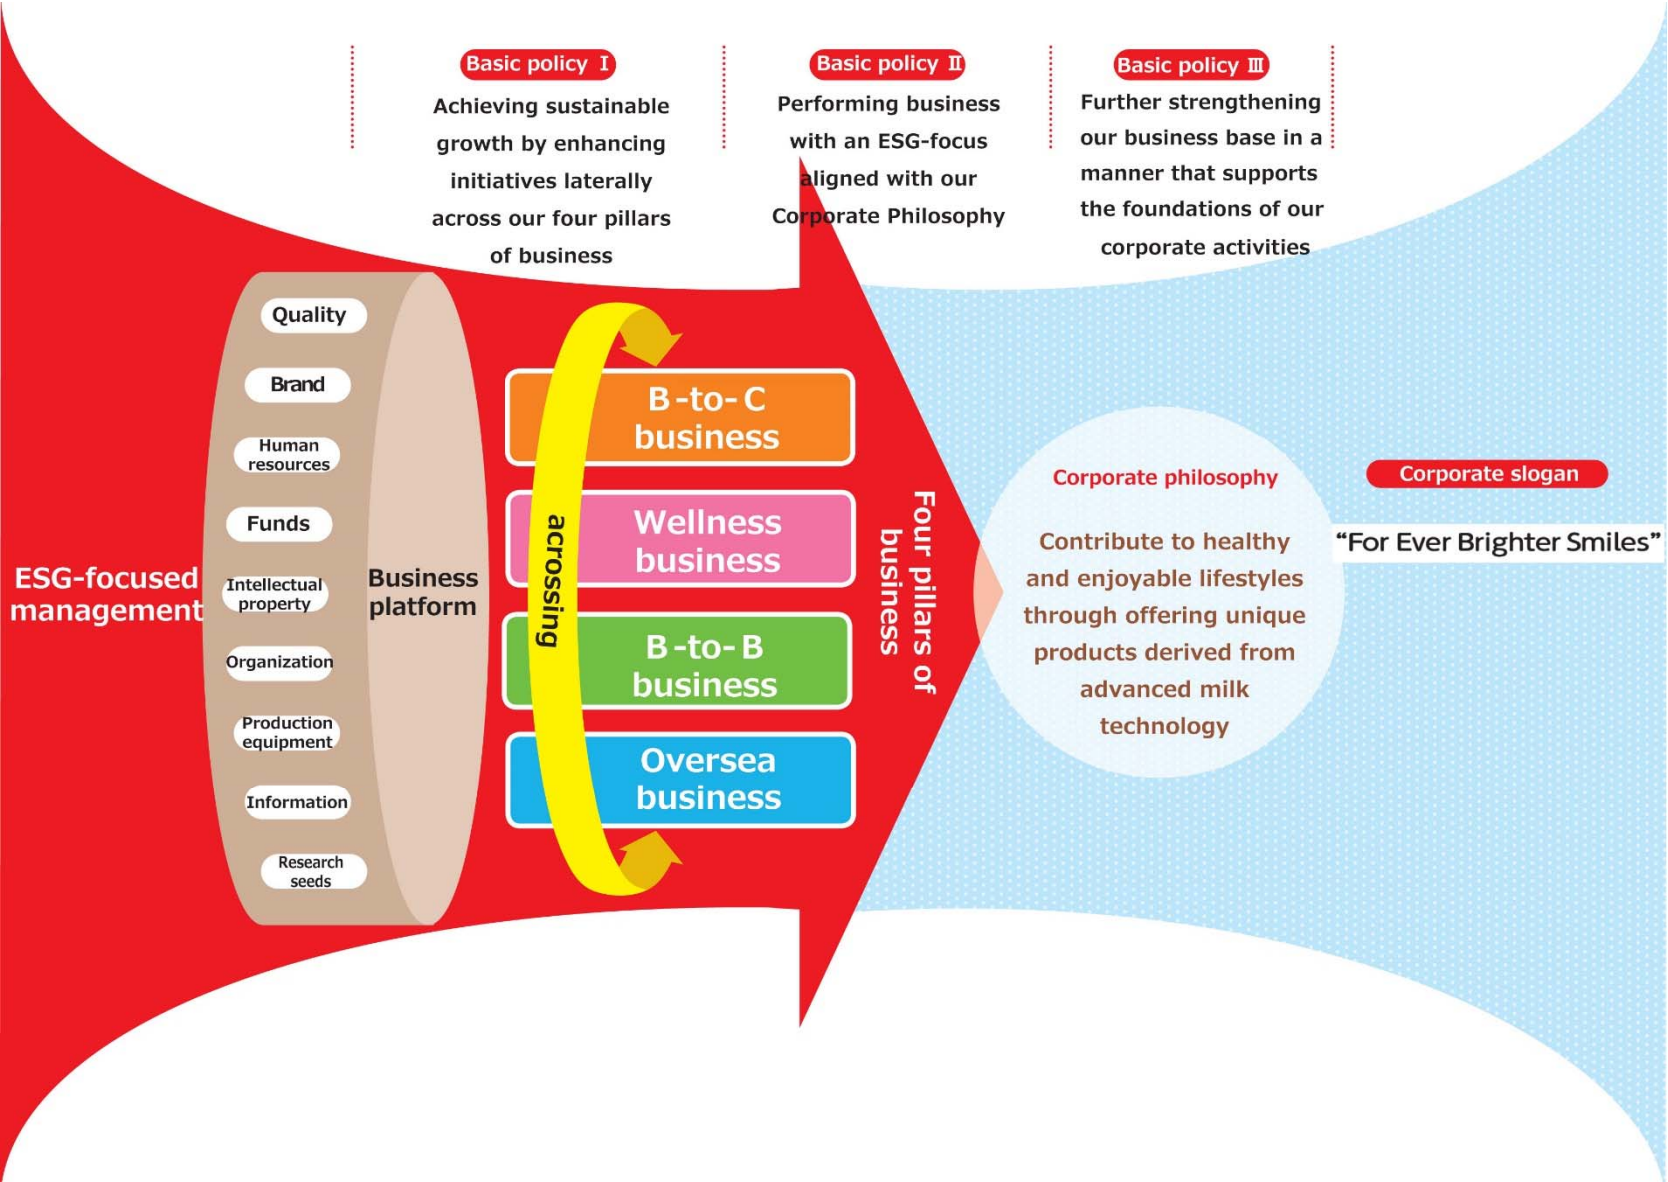 Basic policy Ⅰ
Achieving sustainable
growth by enhancing
initiatives laterally
across our four pillars
of business
Basic policy Ⅱ
Performing business
with an ESG-focus
aligned with our
Corporate Philosophy
Basic policy Ⅲ
Further strengthening
our business base in a
manner that supports
the foundations of our
corporate activities
ESG-focused
management
Quality
Brand
Human
resources
Funds
Intellectual
property
Organization
Production
equipment
Information
Research
seeds
Business
platform
acrossing
B-to-C
business
Wellness
business
B-to-B
business
Oversea
business
Four pillars of
business
Corporate philosophy
Contribute to healthy
and enjoyable lifestyles
through offering unique
products derived from
advanced milk
technology
Corporate slogan
“For Ever Brighter Smiles”